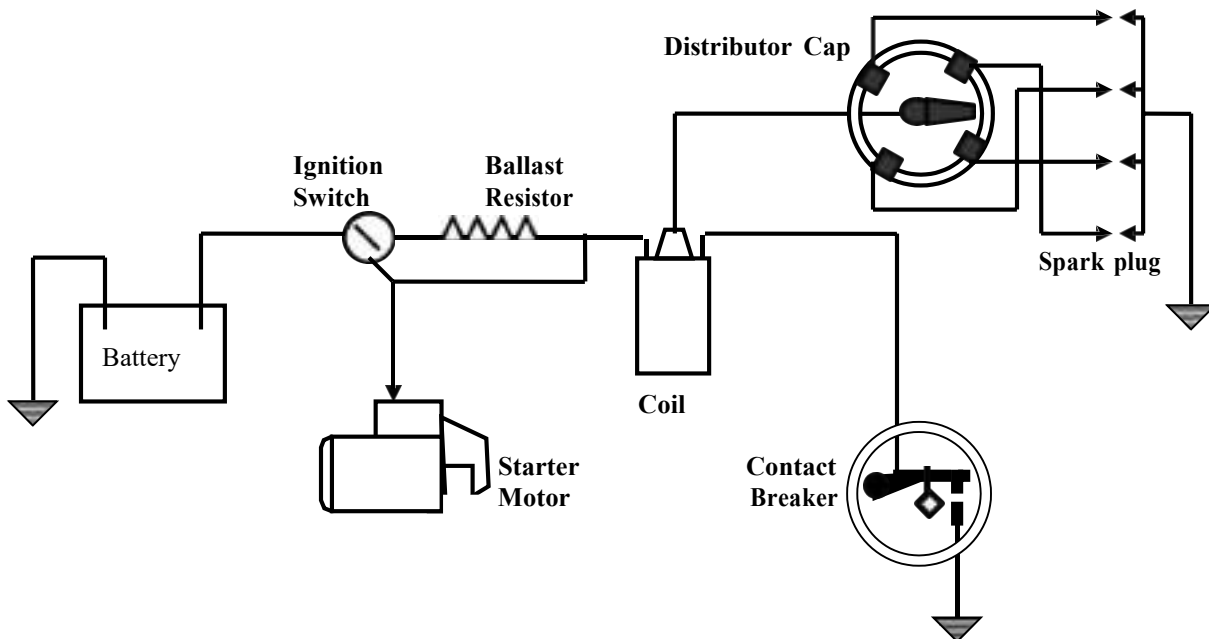 Distributor Cap
Ignition
Switch
Ballast
Resistor
Spark plug
Battery
Coil
Starter
Motor
Contact
Breaker